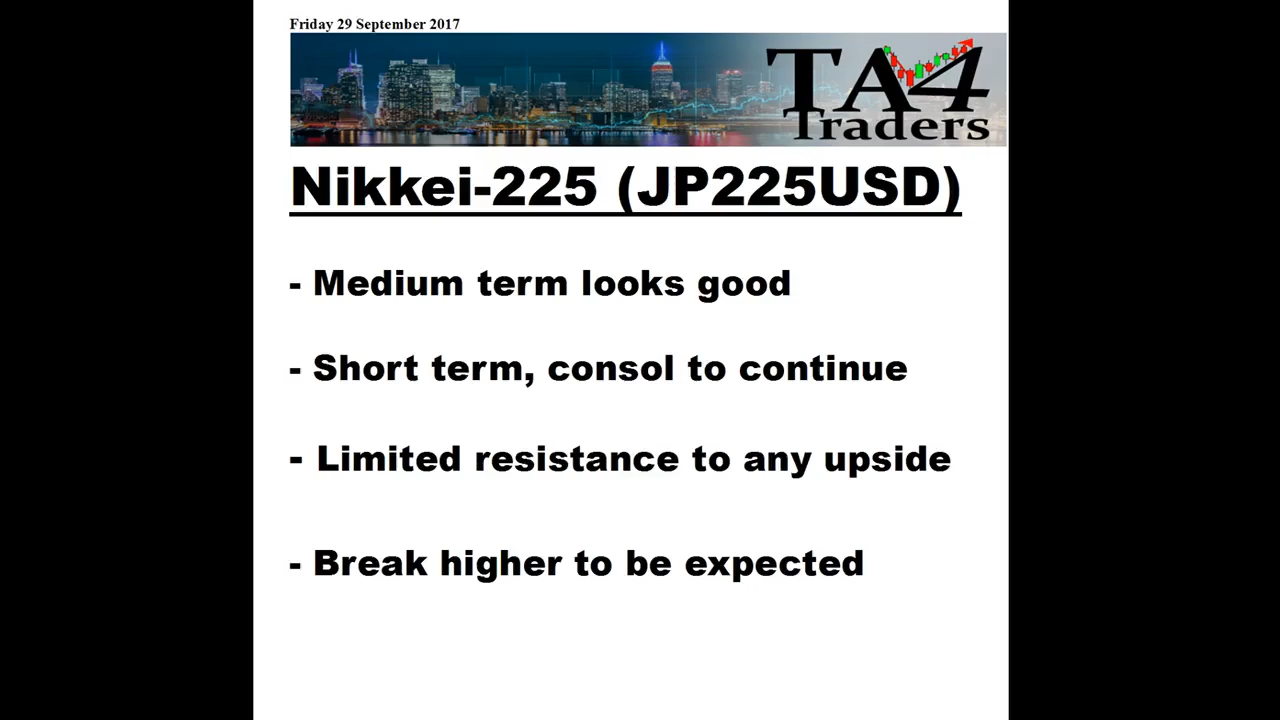 Friday 29 September 2017
TA4
Traders
Nikkei-225 (JP225USD)
- Medium term looks good
- Short term, consol to continue
- Limited resistance to any upside
- Break higher to be expected